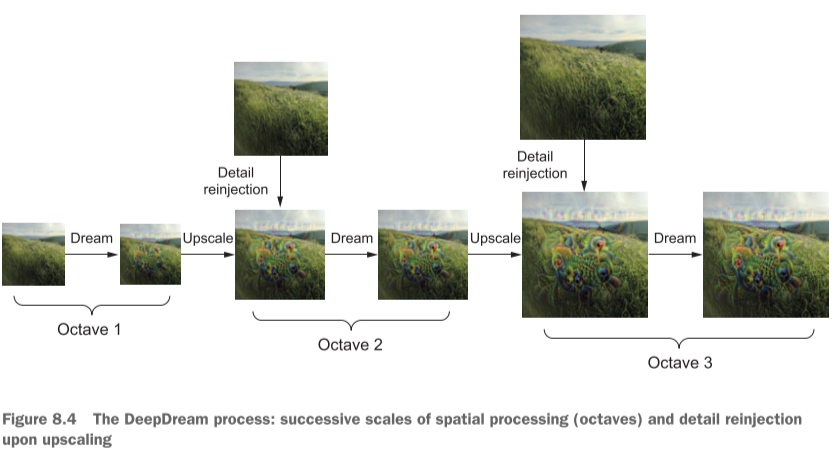 Detail
reinjection
Detail
reinjection
Dream
Upscale
Dream
Upscale
Dream
Octave 1
Octave 2
Octave 3
Figure 8.4 The DeepDream process: successive scales of spatial processing (octaves) and detail reinjection
upon upscaling